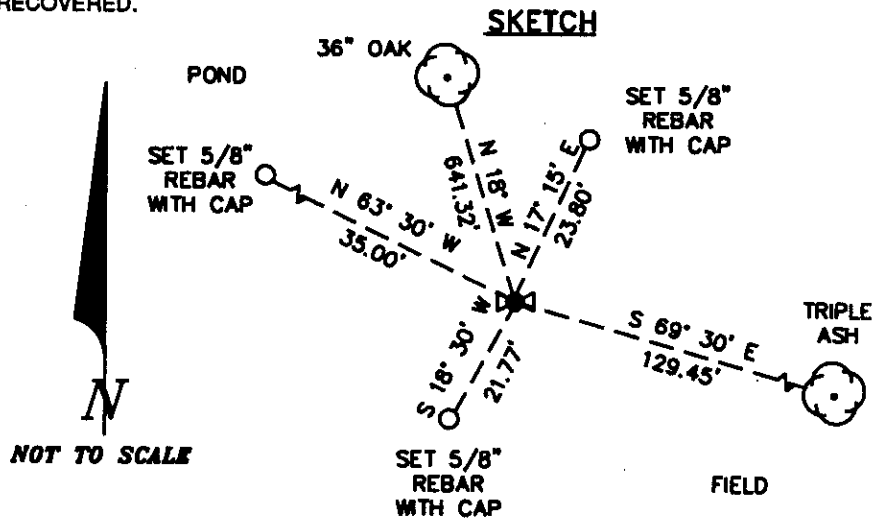 RECOVERED.
SKETCH
36" OAK
POND
SET 5/8"
REBAR
WITH CAP
SET 5/8"
REBAR
WITH CAP
N 18° W
641.32'
N 17° 15' E
23.80'
N 63° 30' W
35.00'
S 69° 30' E
129.45'
TRIPLE
ASH
S 18° 30' W
21.77'
N
NOT TO SCALE
SET 5/8"
REBAR
WITH CAP
FIELD